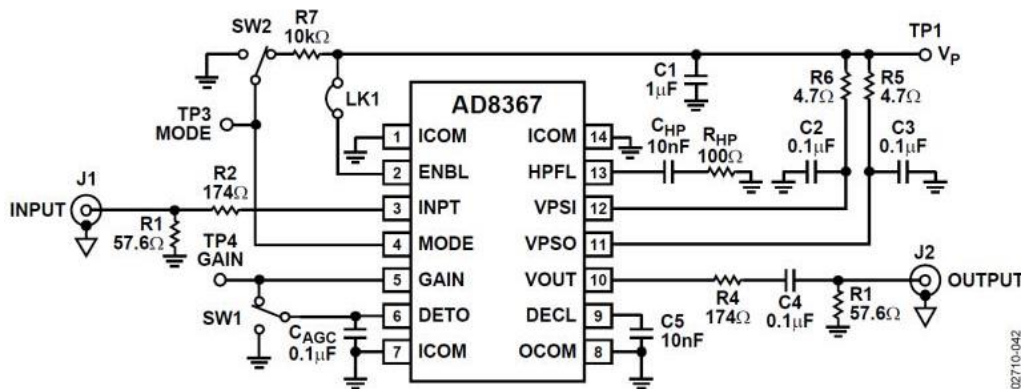 SW2
R7
10kΩ
TP1
VP
LK1
C1
1μF
R6
4.7Ω
R5
4.7Ω
TP3
MODE
AD8367
1 ICOM
ICOM 14
CHP
10nF
RHP
100Ω
C2
0.1μF
C3
0.1μF
2 ENBL
HPFL 13
J1
INPUT
R2
174Ω
R1
57.6Ω
3 INPT
VPSI 12
4 MODE
VPSO 11
TP4
GAIN
5 GAIN
VOUT 10
R4
174Ω
C4
0.1μF
R1
57.6Ω
J2
OUTPUT
SW1
CAGC
0.1μF
6 DETO
DECL 9
C5
10nF
7 ICOM
OCOM 8
02710-042